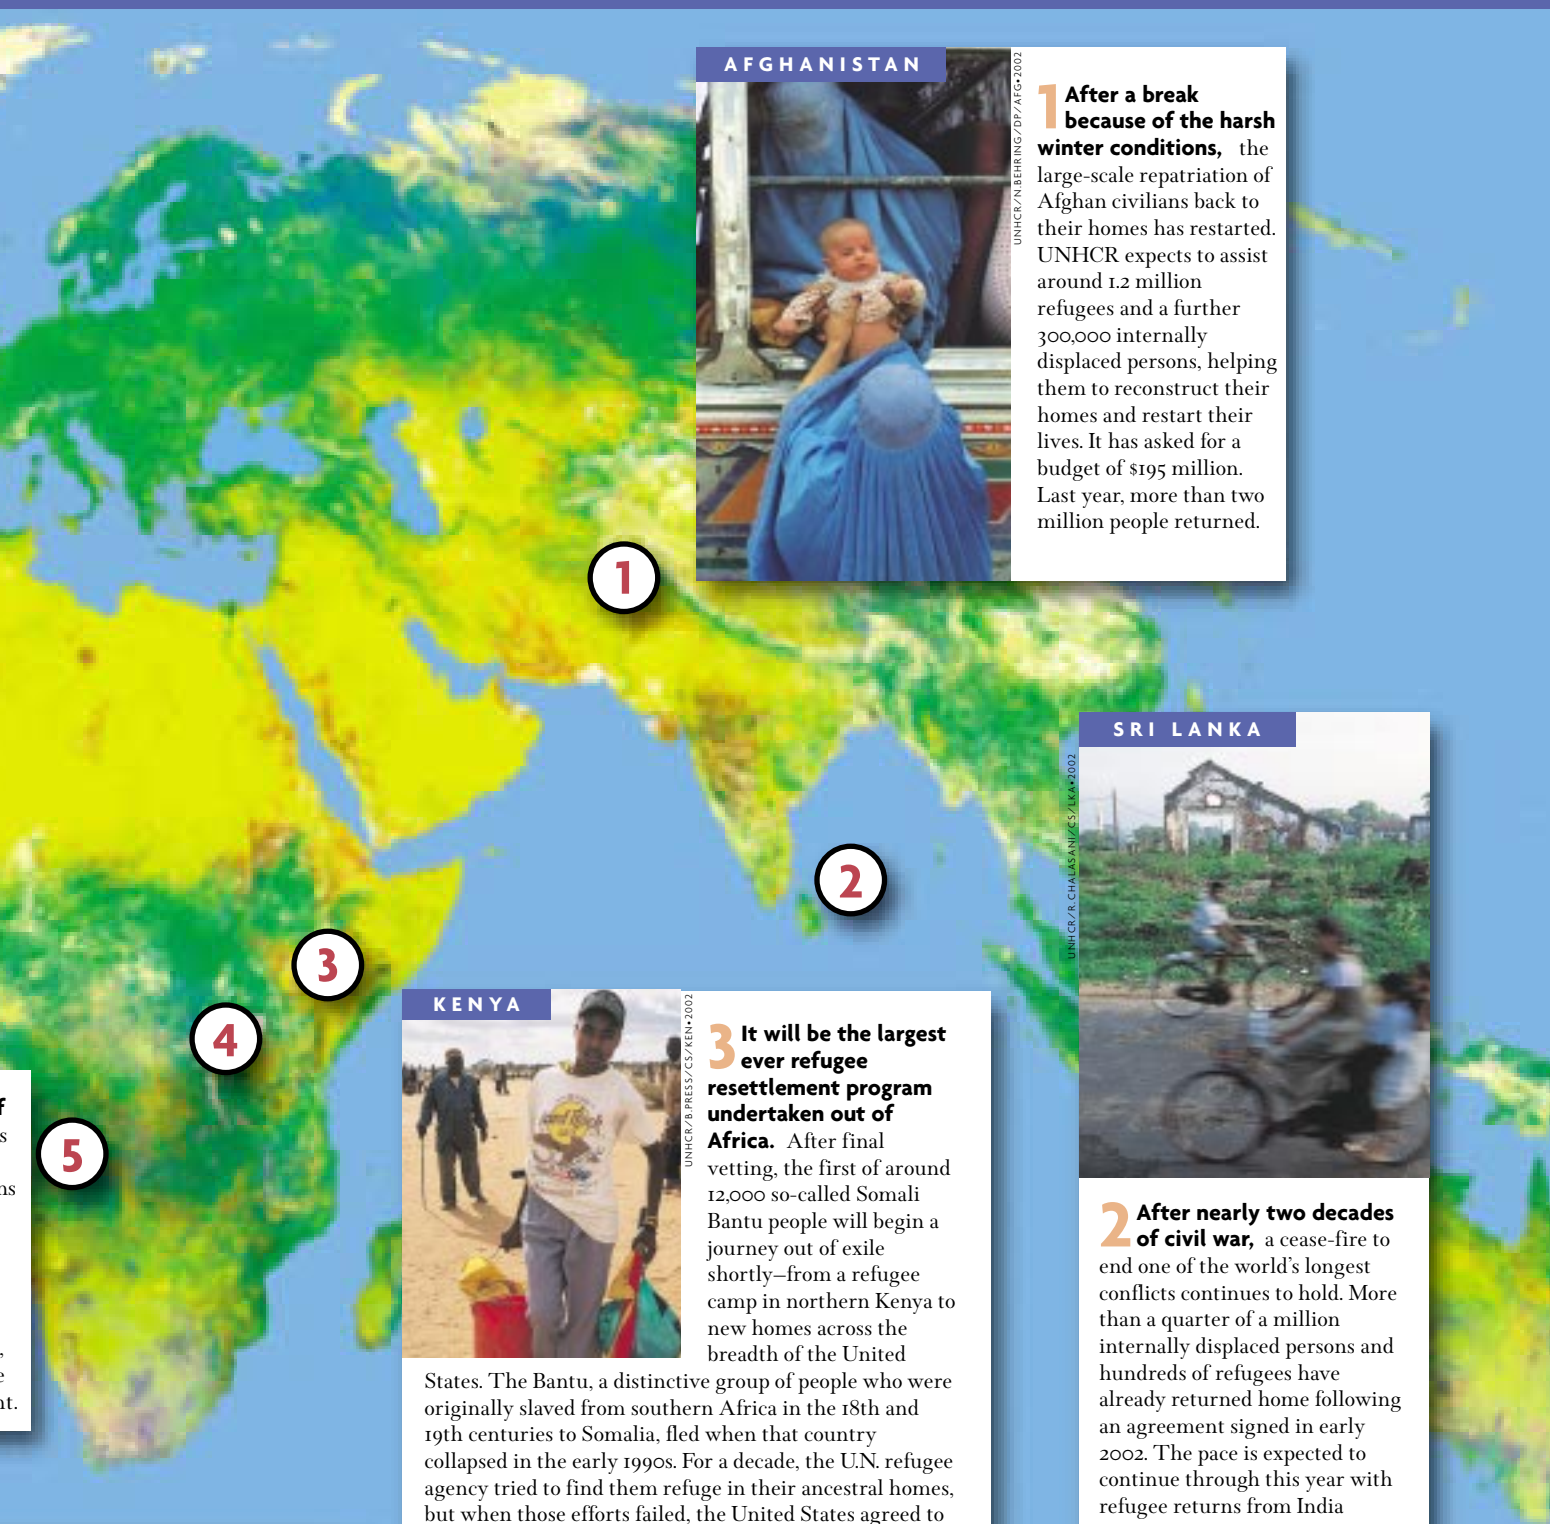 AFGHANISTAN
UNHCR/N.BEHRING/DP/AFG•2002
1 After a break
because of the harsh
winter conditions, the
large-scale repatriation of
Afghan civilians back to
their homes has restarted.
UNHCR expects to assist
around 1.2 million
refugees and a further
300,000 internally
displaced persons, helping
them to reconstruct their
homes and restart their
lives. It has asked for a
budget of $195 million.
Last year, more than two
million people returned.
1
2
3
4
5
SRI LANKA
UNHCR/R.CHALASANI/CS/LKA•2002
2 After nearly two decades
of civil war, a cease-fire to
end one of the world's longest
conflicts continues to hold. More
than a quarter of a million
internally displaced persons and
hundreds of refugees have
already returned home following
an agreement signed in early
2002. The pace is expected to
continue through this year with
refugee returns from India
KENYA
UNHCR/B.PRESS/CS/KEN•2002
3 It will be the largest
ever refugee
resettlement program
undertaken out of
Africa. After final
vetting, the first of around
12,000 so-called Somali
Bantu people will begin a
journey out of exile
shortly—from a refugee
camp in northern Kenya to
new homes across the
breadth of the United
States. The Bantu, a distinctive group of people who were
originally slaved from southern Africa in the 18th and
19th centuries to Somalia, fled when that country
collapsed in the early 1990s. For a decade, the U.N. refugee
agency tried to find them refuge in their ancestral homes,
but when those efforts failed, the United States agreed to